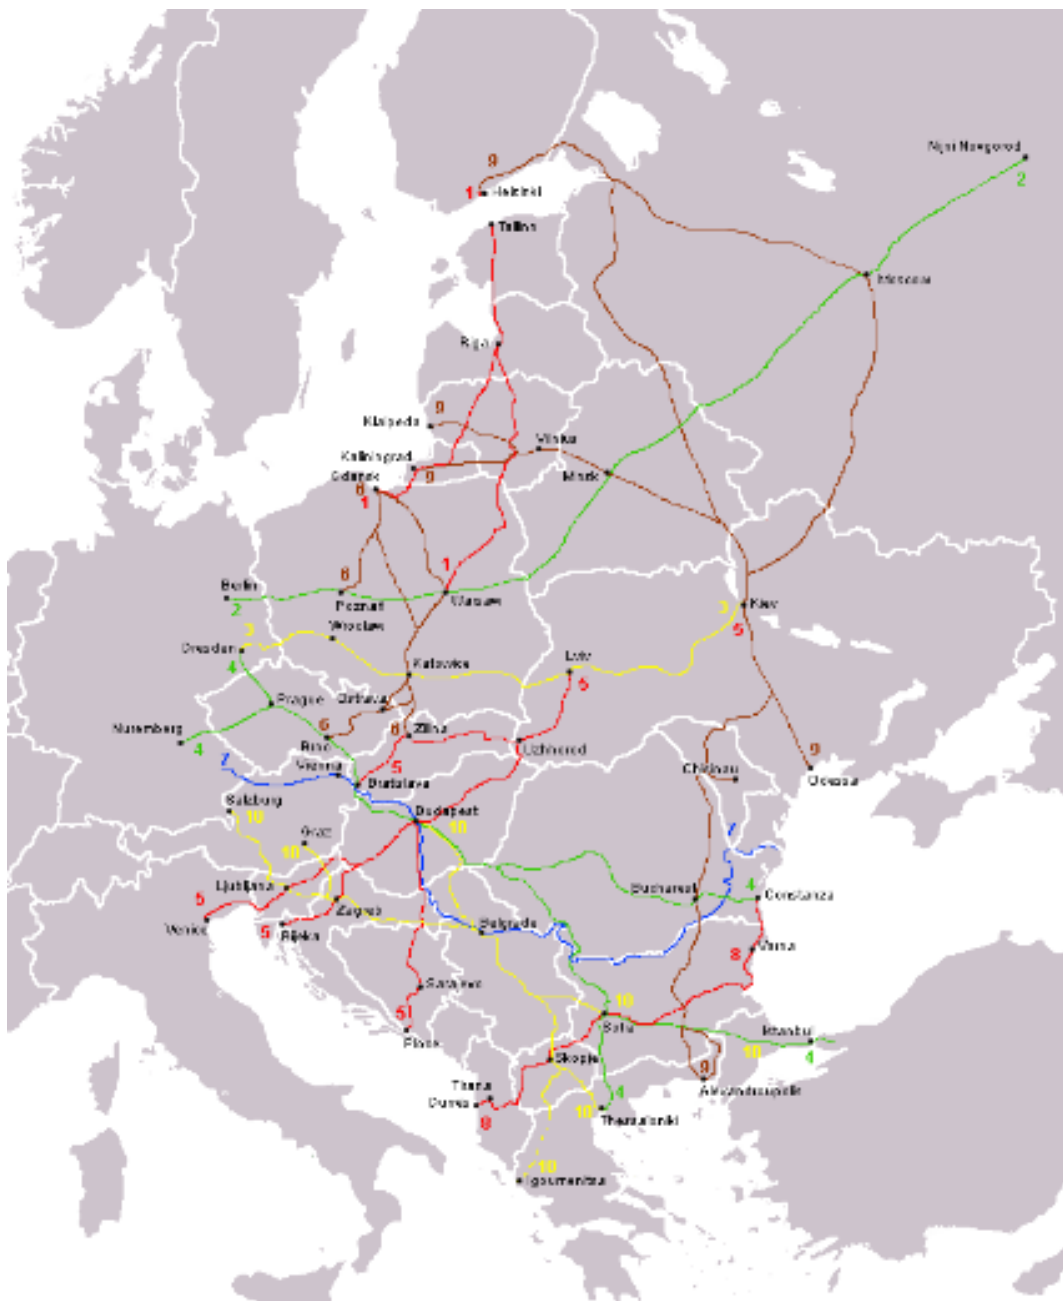 Nijni Novgorod
9
2
1
Helsinki
Tallinn
Moscow
Riga
Klaipeda
9
Vilnius
Kaliningrad
9
Gdansk
6
1
Minsk
1
6
Berlin
2
Poznań
Warsaw
3
Kiev
5
Wroclaw
3
Dresden
4
Katowice
Lviv
5
Prague
Ostrava
Nuremberg
4
6
Brno
6
Zilina
Uzhhorod
9
Odessa
7
Vienna
5
Bratislava
Chisinau
Salzburg
10
Budapest
10
Graz
10
7
Ljubljana
Bucharest
4
Constanza
5
Venice
Zagreb
5
Rijeka
Belgrade
8
Varna
Sarajevo
5
Ploce
10
Sofia
Istanbul
10
4
Skopje
9
Alexandroupolis
Durres
8
4
10
Thessaloniki
10
Igoumenitsa